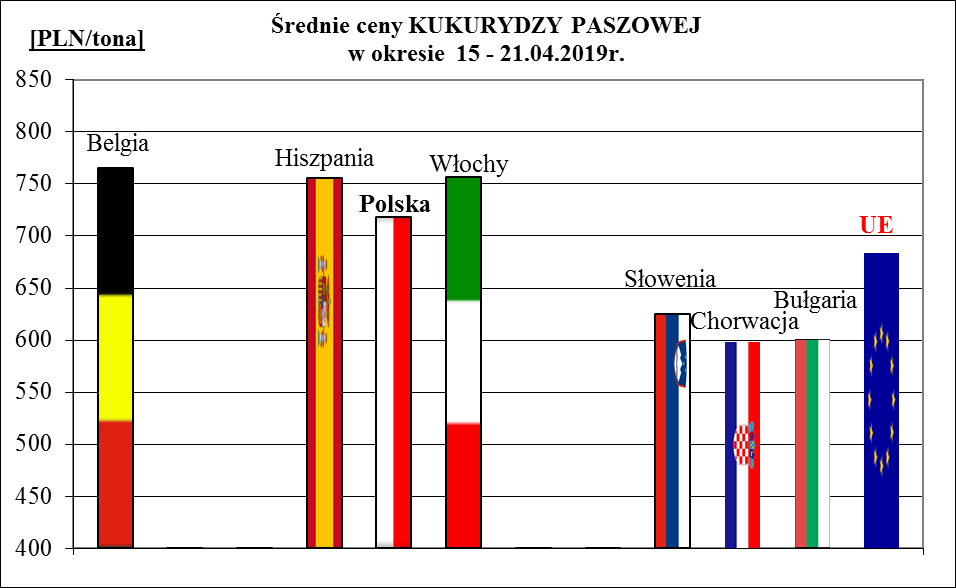 Średnie ceny KUKURYDZY PASZOWEJ
w okresie 15 - 21.04.2019r.
[PLN/tona]
850
800
750
700
650
600
550
500
450
400
Belgia
Hiszpania
Polska
Włochy
Słowenia
Chorwacja
Bułgaria
UE